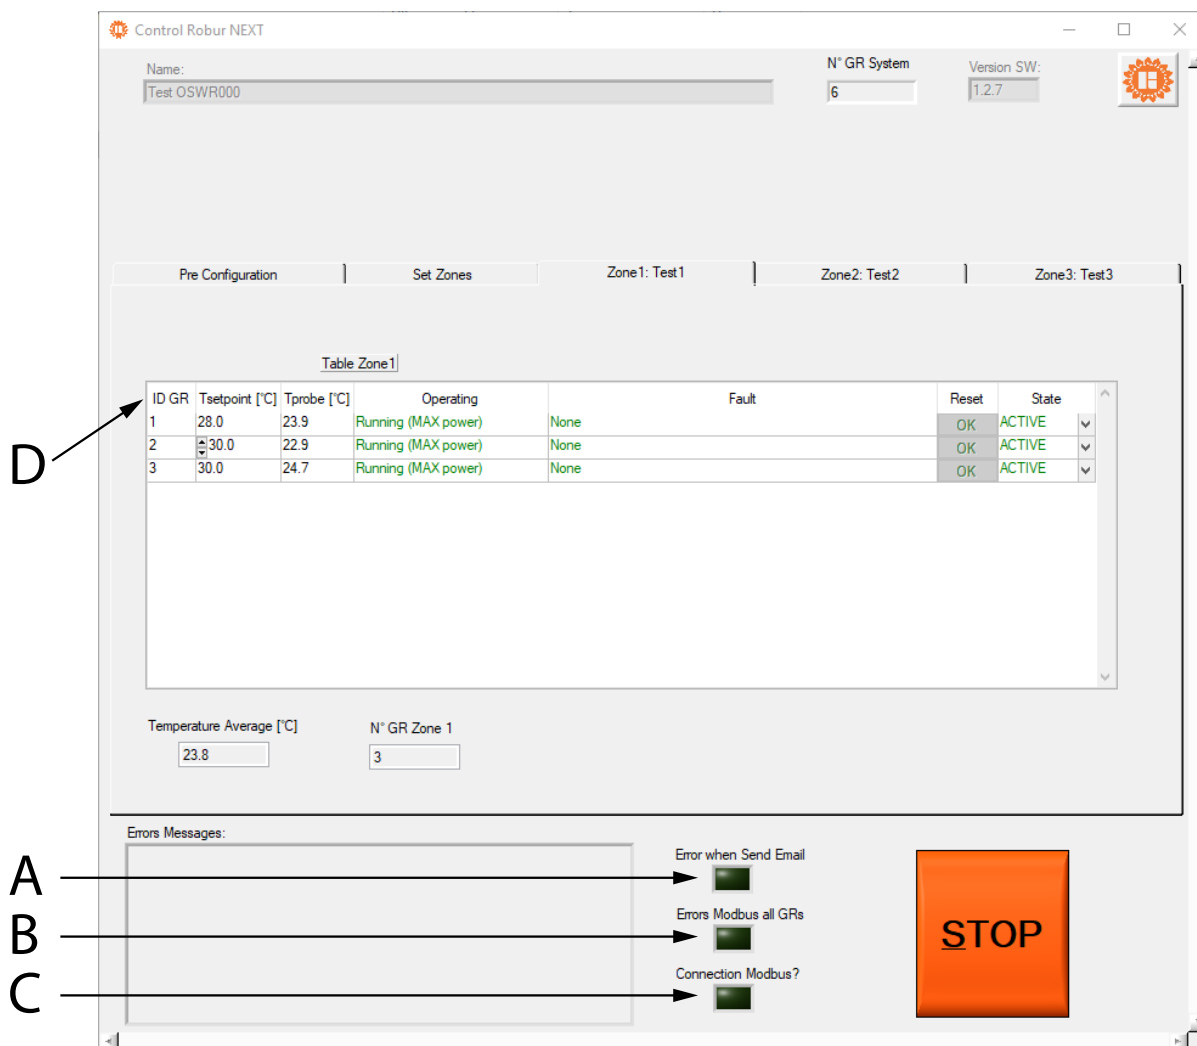 Control Robur NEXT
Name:
N° GR System
Version SW:
Test OSWR000
6
1.2.7
Pre Configuration
Set Zones
Zone1: Test1
Zone2: Test2
Zone3: Test3
Table Zone1
ID GR Tsetpoint [°C] Tprobe [°C] Operating Fault Reset State
1 28.0 23.9 Running (MAX power) None OK ACTIVE
2 30.0 22.9 Running (MAX power) None OK ACTIVE
3 30.0 24.7 Running (MAX power) None OK ACTIVE
D
Temperature Average [°C]
N° GR Zone 1
23.8
3
Errors Messages:
Error when Send Email
A
Errors Modbus all GRs
B
Connection Modbus?
C
STOP